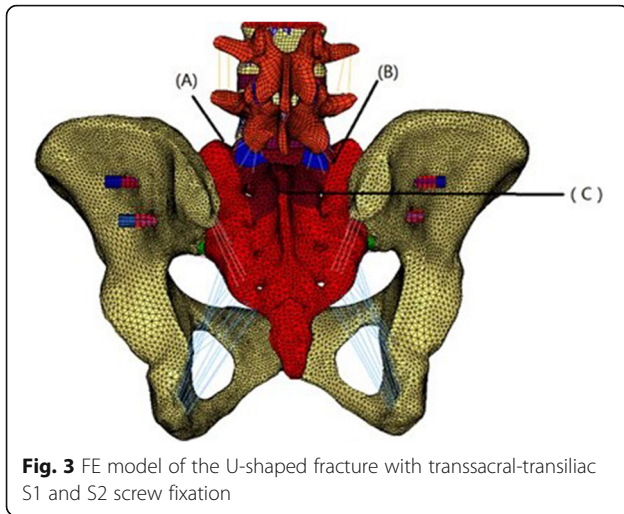 (A)
(B)
( C )
Fig. 3 FE model of the U-shaped fracture with transsacral-transiliac
S1 and S2 screw fixation